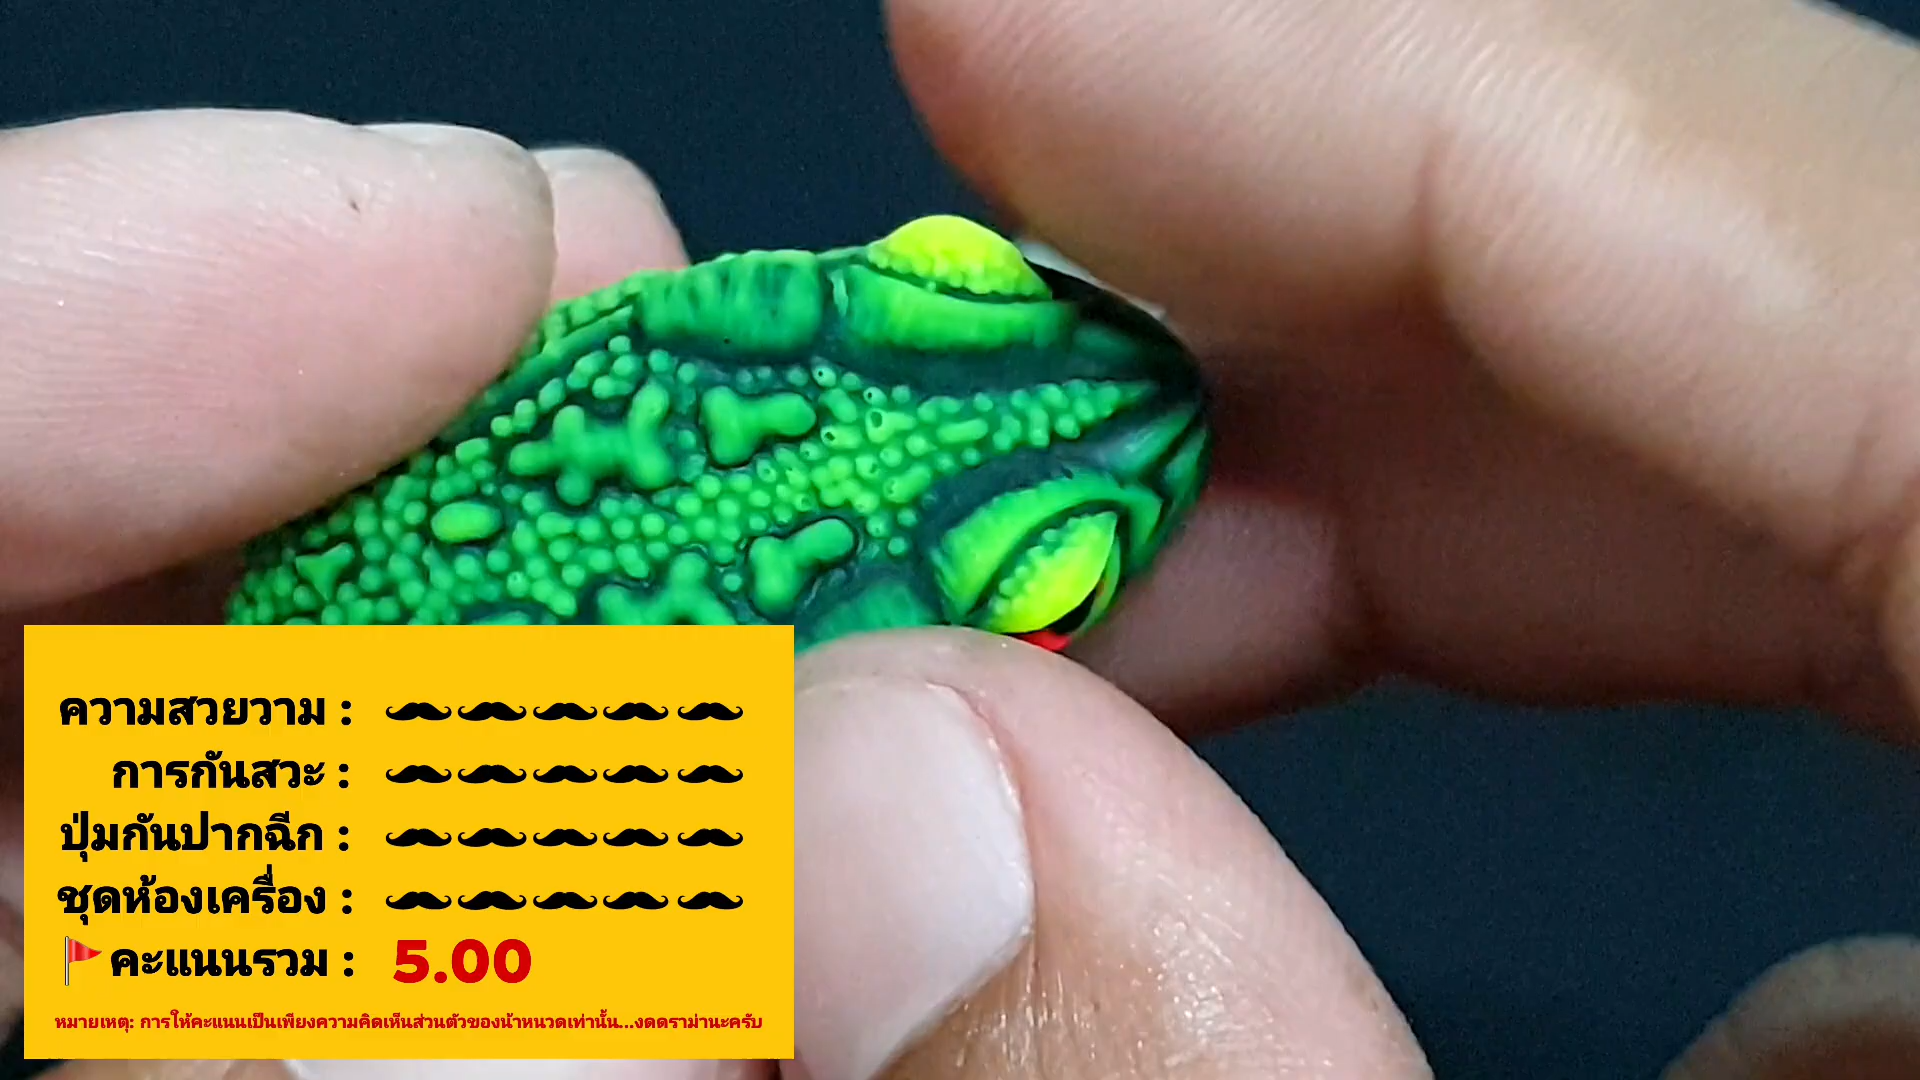 ความสวยวาม :
การกันสวะ :
ปุ่มกันปากฉีก :
ชุดห้องเครื่อง :
คะแนนรวม : 5.00
หมายเหตุ: การให้คะแนนเป็นเพียงความคิดเห็นส่วนตัวของน้าหนวดเท่านั้น...งดดราม่านะครับ